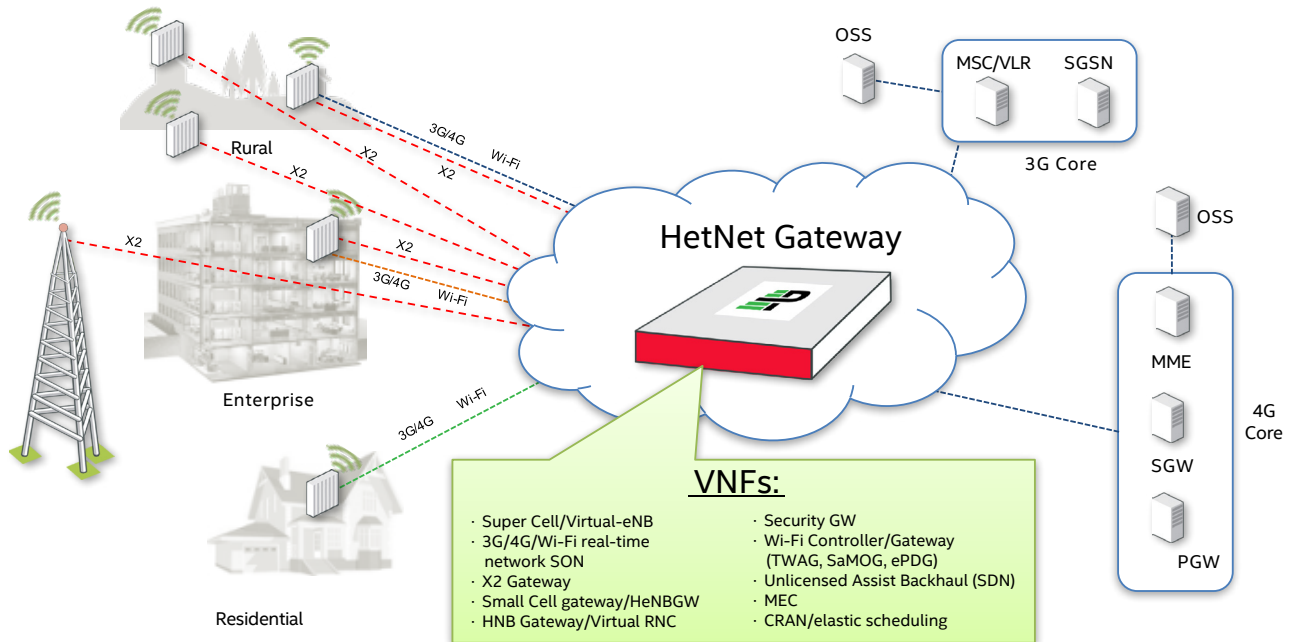 OSS
MSC/VLR
SGSN
3G Core
3G/4G
Wi-Fi
X2
X2
X2
Rural
X2
X2
3G/4G
Wi-Fi
Enterprise
HetNet Gateway
OSS
MME
SGW
PGW
4G
Core
3G/4G
Wi-Fi
Residential
VNFs:
· Super Cell/Virtual-eNB
· 3G/4G/Wi-Fi real-time
network SON
· X2 Gateway
· Small Cell gateway/HeNBGW
· HNB Gateway/Virtual RNC
· Security GW
· Wi-Fi Controller/Gateway
(TWAG, SaMOG, ePDG)
· Unlicensed Assist Backhaul (SDN)
· MEC
· CRAN/elastic scheduling